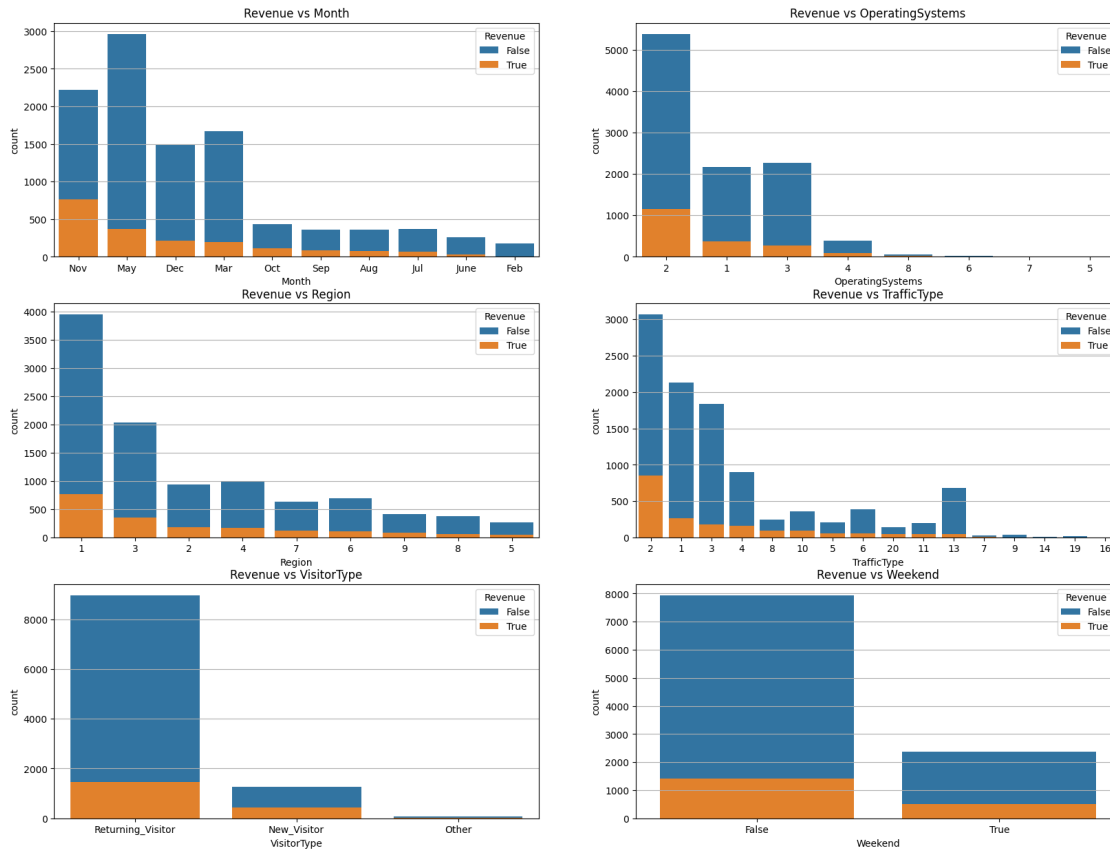 Revenue vs Month
3000
2500
2000
1500
1000
500
0
count
Revenue
False
True
Nov May Dec Mar Oct Sep Aug Jul June Feb
Month
Revenue vs OperatingSystems
5000
4000
3000
2000
1000
0
count
Revenue
False
True
2 1 3 4 8 6 7 5
OperatingSystems
Revenue vs Region
4000
3500
3000
2500
2000
1500
1000
500
0
count
Revenue
False
True
1 3 2 4 7 6 9 8 5
Region
Revenue vs TrafficType
3000
2500
2000
1500
1000
500
0
count
Revenue
False
True
2 1 3 4 8 10 5 6 20 11 13 7 9 14 19 16
TrafficType
Revenue vs VisitorType
8000
6000
4000
2000
0
count
Revenue
False
True
Returning_Visitor New_Visitor Other
VisitorType
Revenue vs Weekend
8000
7000
6000
5000
4000
3000
2000
1000
0
count
Revenue
False
True
False True
Weekend